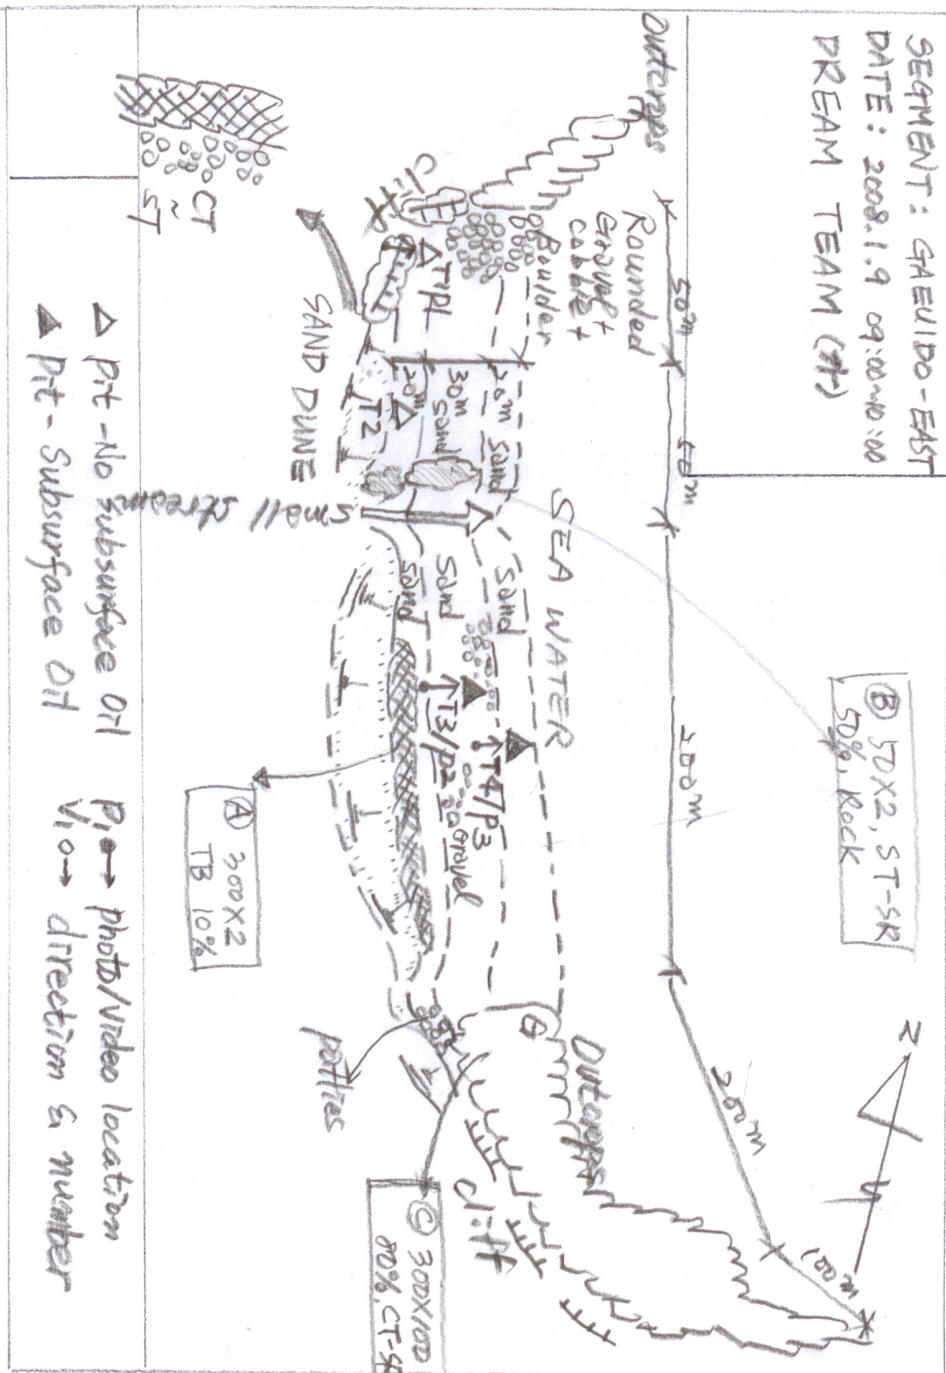 SEGMENT : GAEUIDO-EAST
DATE : 2008.1.9 09:00~10:00
DREAM TEAM (A)
Outcrops
50m
50m
200m
200m
100m
N
Rounded
Gravel +
cobble +
Boulder
Cliff
T1/P1
SEA WATER
20m Sand
30m Sand
20m
T2
SAND DUNE
Small stream
Sand
Sand
Sand
T3/P2
T4/P3
Gravel
Outcrops
Cliff
patties
Ⓑ 50X2, ST-SR
50%, Rock
Ⓐ 300X2
TB 10%
Ⓒ 300X100
80%, CT-SR
CT
~
ST
△ pit-No subsurface Oil
▲ pit-Subsurface Oil
P1 photo/video location
V1 direction & number